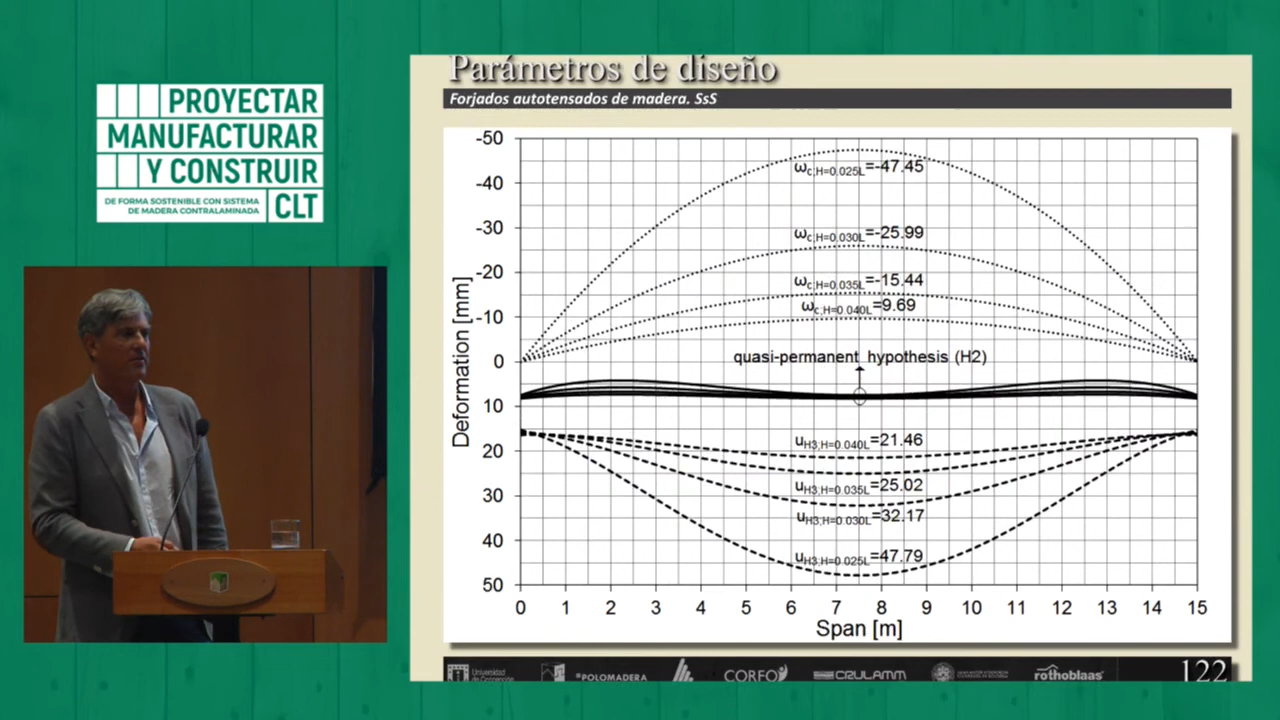 PROYECTAR
MANUFACTURAR
Y CONSTRUIR
DE FORMA SOSTENIBLE CON SISTEMA
DE MADERA CONTRALAMINADA
CLT
Parámetros de diseño
Forjados autotensados de madera. SsS
Deformation [mm]
-50
-40
-30
-20
-10
0
10
20
30
40
50
ωc;H=0.025L=-47.45
ωc;H=0.030L=-25.99
ωc;H=0.035L=-15.44
ωc;H=0.040L=9.69
quasi-permanent hypothesis (H2)
uH3;H=0.040L=21.46
uH3;H=0.035L=25.02
uH3;H=0.030L=32.17
uH3;H=0.025L=47.79
0 1 2 3 4 5 6 7 8 9 10 11 12 13 14 15
Span [m]
Universidad
de Concepción
POLOMADERA
CORFO
CRULAMM
rothoblaas
122